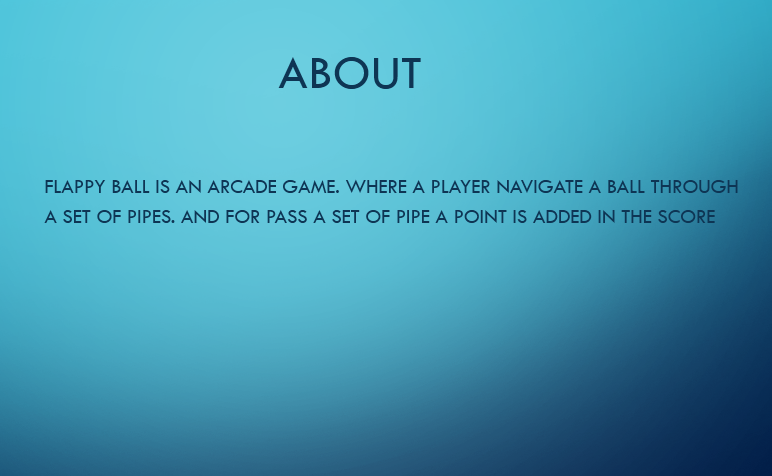 ABOUT
FLAPPY BALL IS AN ARCADE GAME. WHERE A PLAYER NAVIGATE A BALL THROUGH
A SET OF PIPES. AND FOR PASS A SET OF PIPE A POINT IS ADDED IN THE SCORE